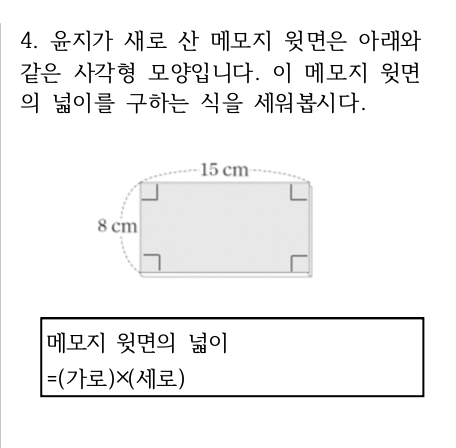 4. 윤지가 새로 산 메모지 윗면은 아래와
같은 사각형 모양입니다. 이 메모지 윗면
의 넓이를 구하는 식을 세워봅시다.
15 cm
8 cm
메모지 윗면의 넓이
=(가로)×(세로)